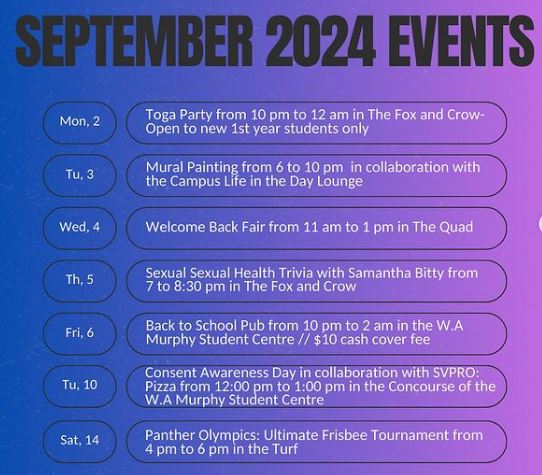 SEPTEMBER 2024 EVENTS
Mon, 2
Toga Party from 10 pm to 12 am in The Fox and Crow-
Open to new 1st year students only
Tu, 3
Mural Painting from 6 to 10 pm in collaboration with
the Campus Life in the Day Lounge
Wed, 4
Welcome Back Fair from 11 am to 1 pm in The Quad
Th, 5
Sexual Sexual Health Trivia with Samantha Bitty from
7 to 8:30 pm in The Fox and Crow
Fri, 6
Back to School Pub from 10 pm to 2 am in the W.A
Murphy Student Centre // $10 cash cover fee
Tu, 10
Consent Awareness Day in collaboration with SVPRO:
Pizza from 12:00 pm to 1:00 pm in the Concourse of the
W.A Murphy Student Centre
Sat, 14
Panther Olympics: Ultimate Frisbee Tournament from
4 pm to 6 pm in the Turf